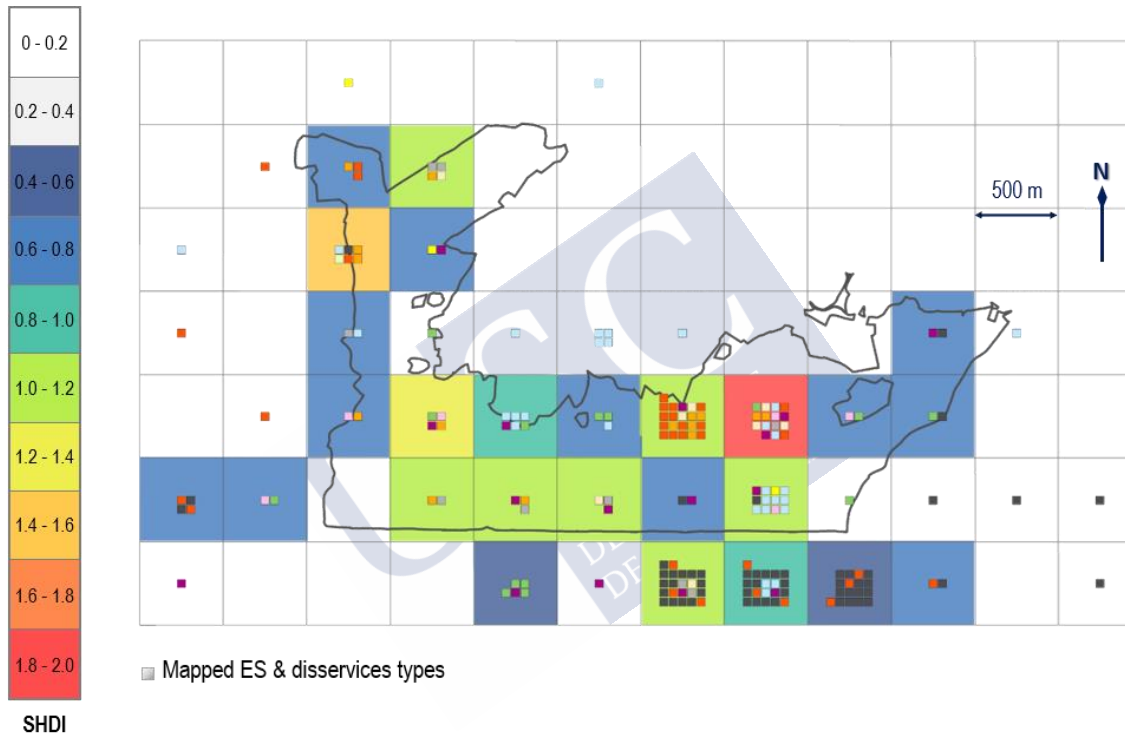 0 - 0.2
0.2 - 0.4
0.4 - 0.6
0.6 - 0.8
0.8 - 1.0
1.0 - 1.2
1.2 - 1.4
1.4 - 1.6
1.6 - 1.8
1.8 - 2.0
SHDI
500 m
N
CC
DE
Mapped ES & disservices types